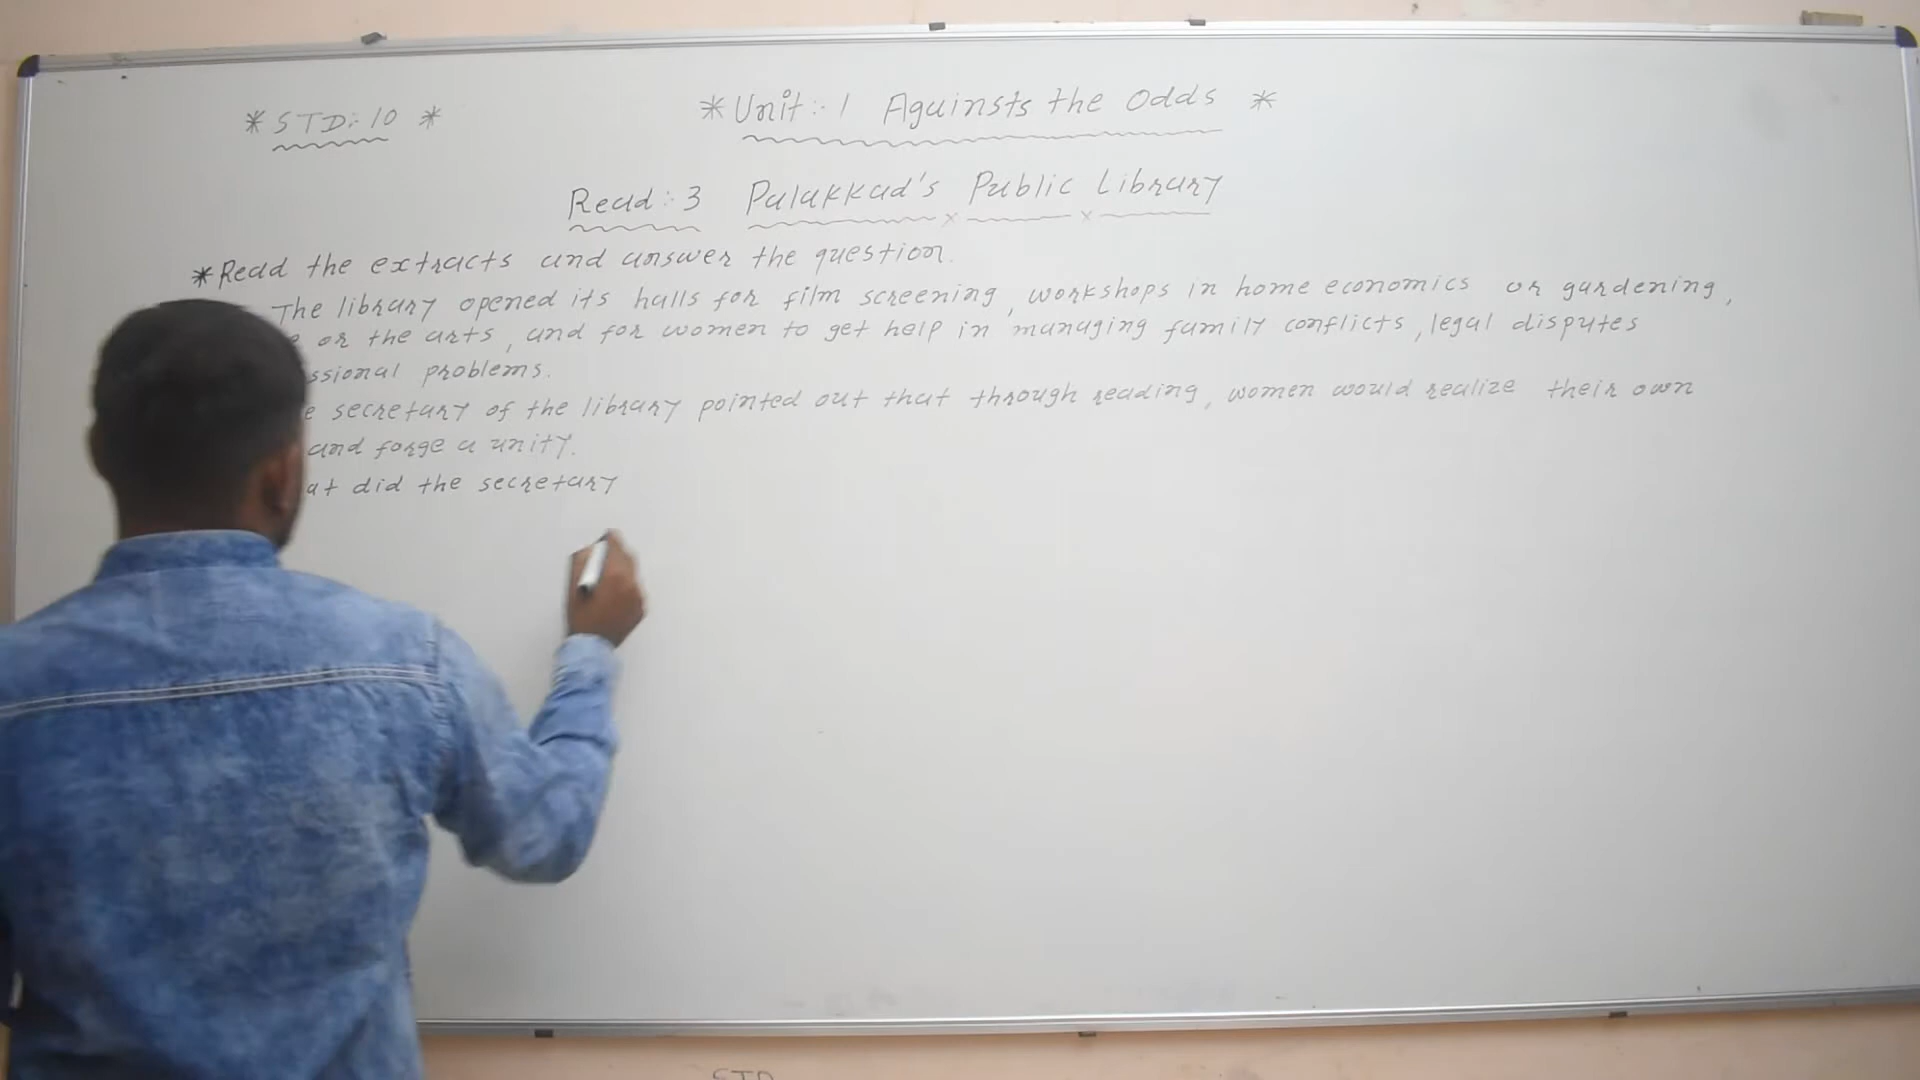 * STD:- 10 *
* Unit:- 1 Againsts the Odds *
Read:- 3 Palakkad's Public Library
* Read the extracts and answer the question.
The library opened its halls for film screening, workshops in home economics or gardening,
or the arts, and for women to get help in managing family conflicts, legal disputes
problems.
secretary of the library pointed out that through reading, women would realize their own
and forge a unity.
did the secretary
STD